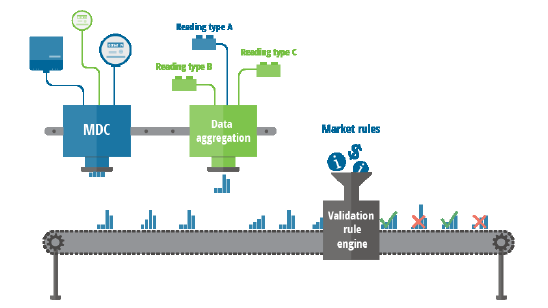 Reading type A
Reading type C
Reading type B
MDC
Data
aggregation
Market rules
Validation
rule
engine